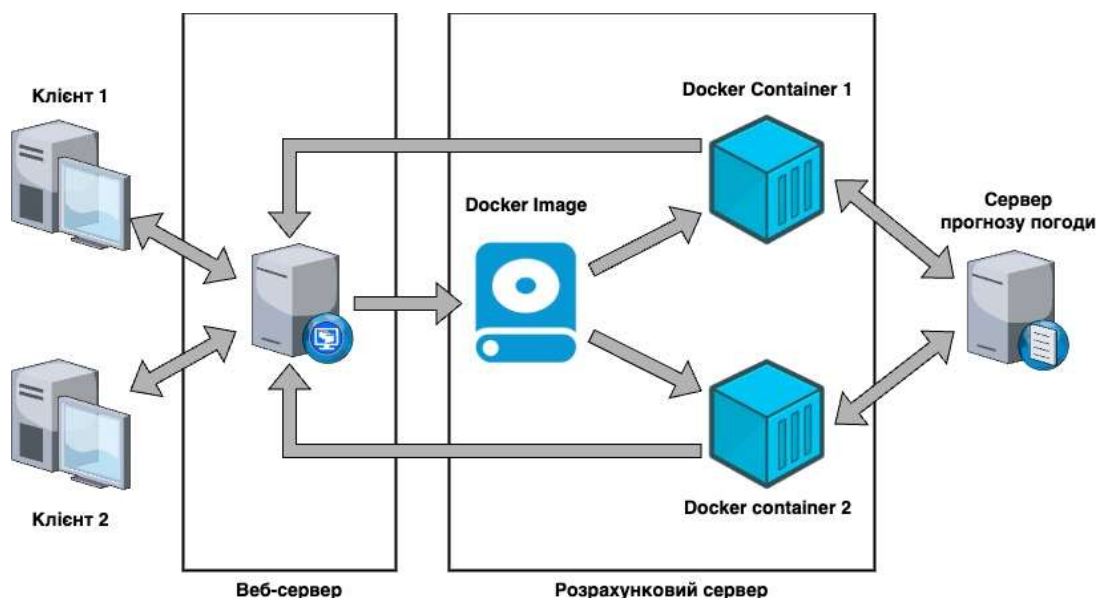 Клієнт 1
Docker Container 1
Docker Image
Сервер
прогнозу погоди
Клієнт 2
Docker container 2
Веб-сервер
Розрахунковий сервер